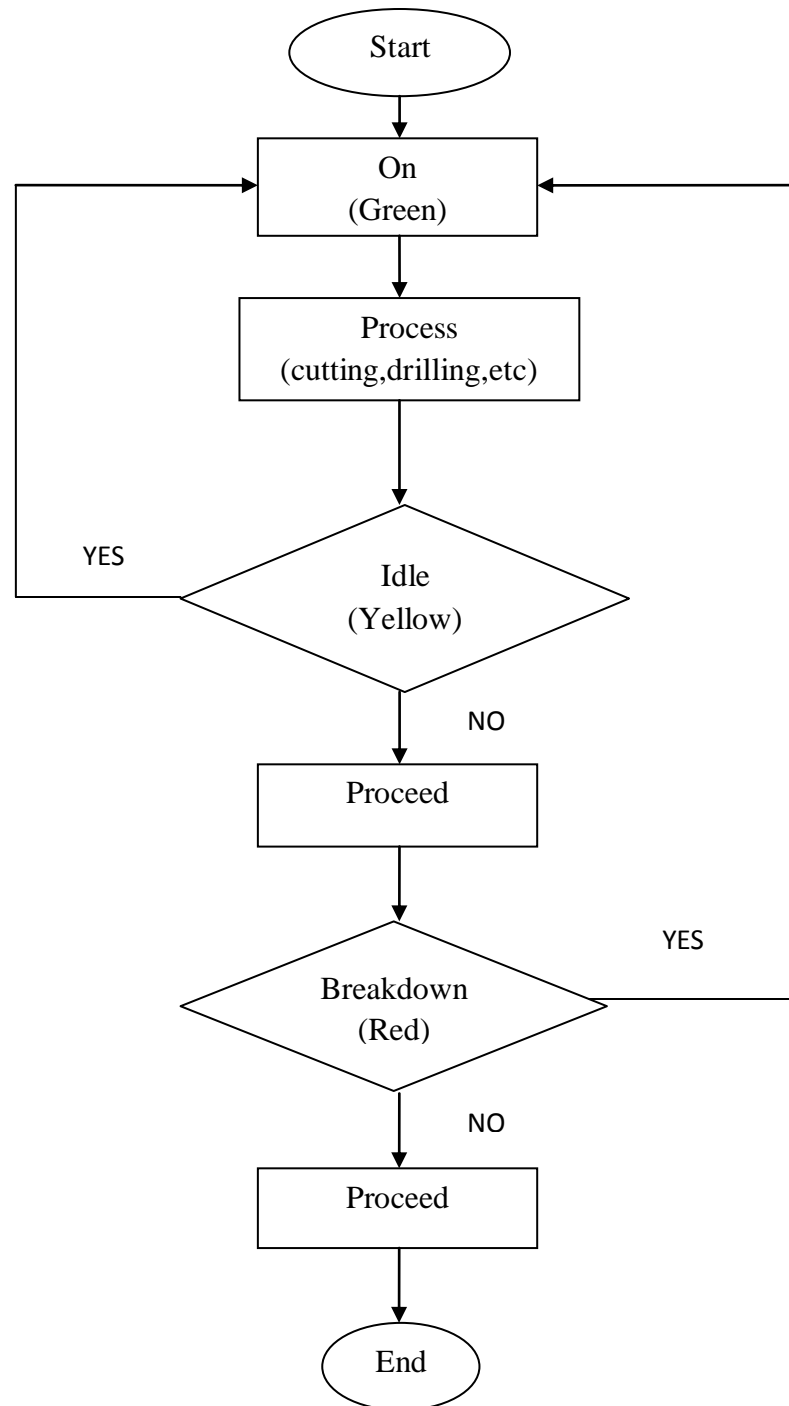 Start
On
(Green)
Process
(cutting,drilling,etc)
YES
Idle
(Yellow)
NO
Proceed
YES
Breakdown
(Red)
NO
Proceed
End